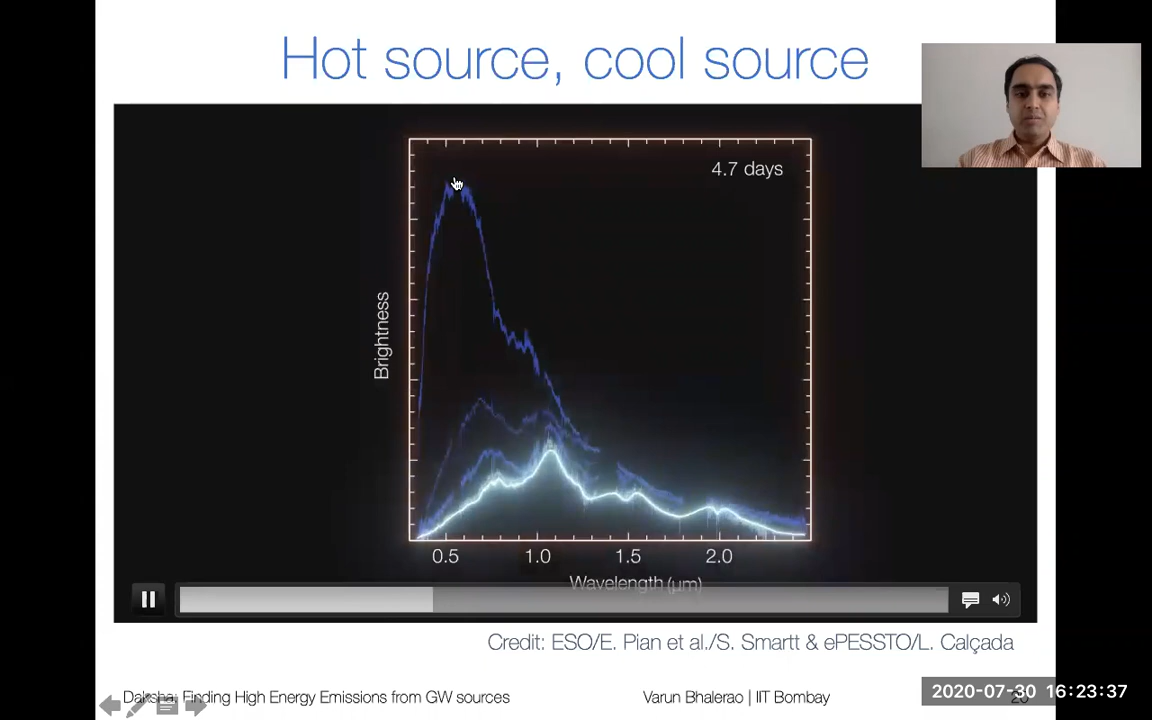 Hot source, cool source
4.7 days
Brightness
0.5 1.0 1.5 2.0
Wavelength (μm)
Credit: ESO/E. Pian et al./S. Smartt & ePESSTO/L. Calçada
Daksha: Finding High Energy Emissions from GW sources
Varun Bhalerao | IIT Bombay
2020-07-30 16:23:37